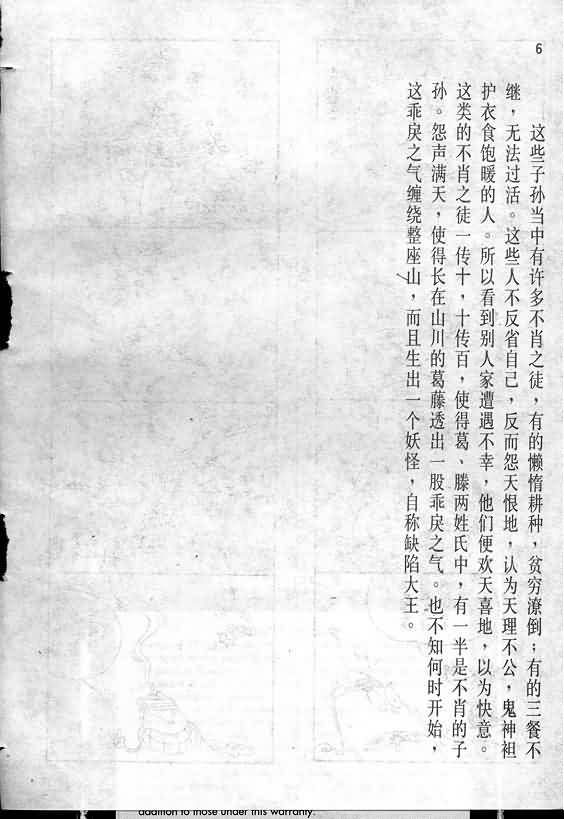 6
这些子孙当中有许多不肖之徒，有的懒惰耕种，贫穷潦倒；有的三餐不
继，无法过活。这些人不反省自己，反而怨天恨地，认为天理不公，鬼神袒
护衣食饱暖的人。所以看到别人家遭遇不幸，他们便欢天喜地，以为快意。
这类的不肖之徒一传十，十传百，使得葛、滕两姓氏中，有一半是不肖的子
孙。怨声满天，使得长在山川的葛藤透出一股乖戾之气。也不知何时开始，
这乖戾之气缠绕整座山，而且生出一个妖怪，自称缺陷大王。
addition to those under this warranty.